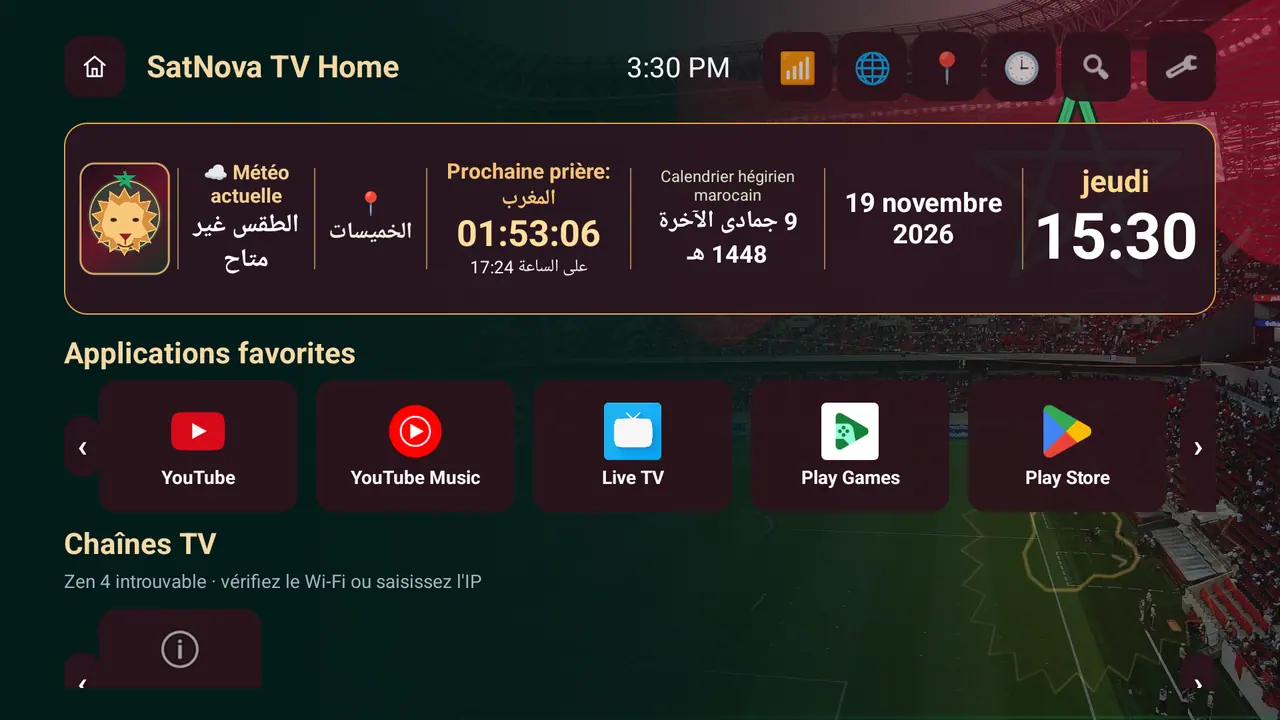 SatNova TV Home
3:30 PM
☁️ Météo
actuelle
الطقس غير
متاح
الخميسات
Prochaine prière:
المغرب
01:53:06
على الساعة 17:24
Calendrier hégirien
marocain
9 جمادى الآخرة
1448 هـ
19 novembre
2026
jeudi
15:30
Applications favorites
YouTube
YouTube Music
Live TV
Play Games
Play Store
Chaînes TV
Zen 4 introuvable · vérifiez le Wi-Fi ou saisissez l'IP